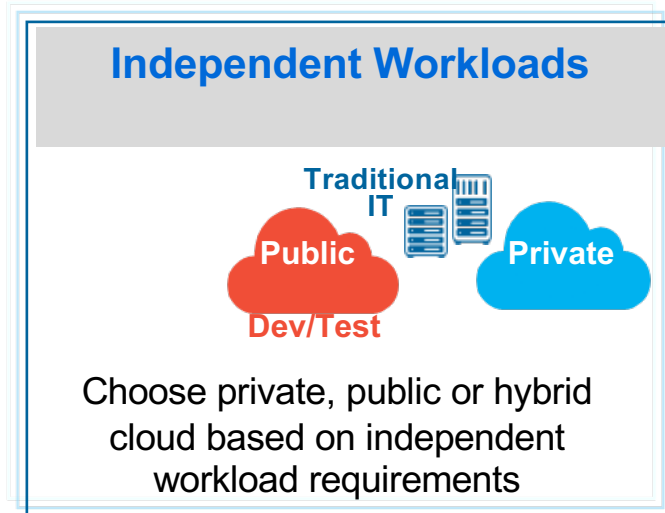 Independent Workloads
Traditional
IT
Public
Private
Dev/Test
Choose private, public or hybrid
cloud based on independent
workload requirements